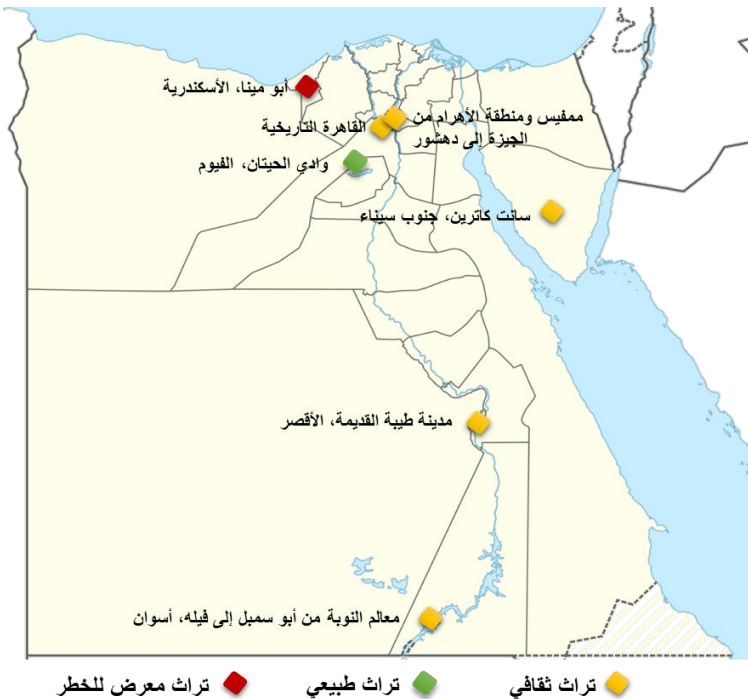 أبو مينا، الأسكندرية
ممفيس ومنطقة الأهرام من
الجيزة إلى دهشور
القاهرة التاريخية
وادي الحيتان، الفيوم
سانت كاترين، جنوب سيناء
مدينة طيبة القديمة، الأقصر
معالم النوبة من أبو سمبل إلى فيله، أسوان
تراث ثقافي
تراث طبيعي
تراث معرض للخطر